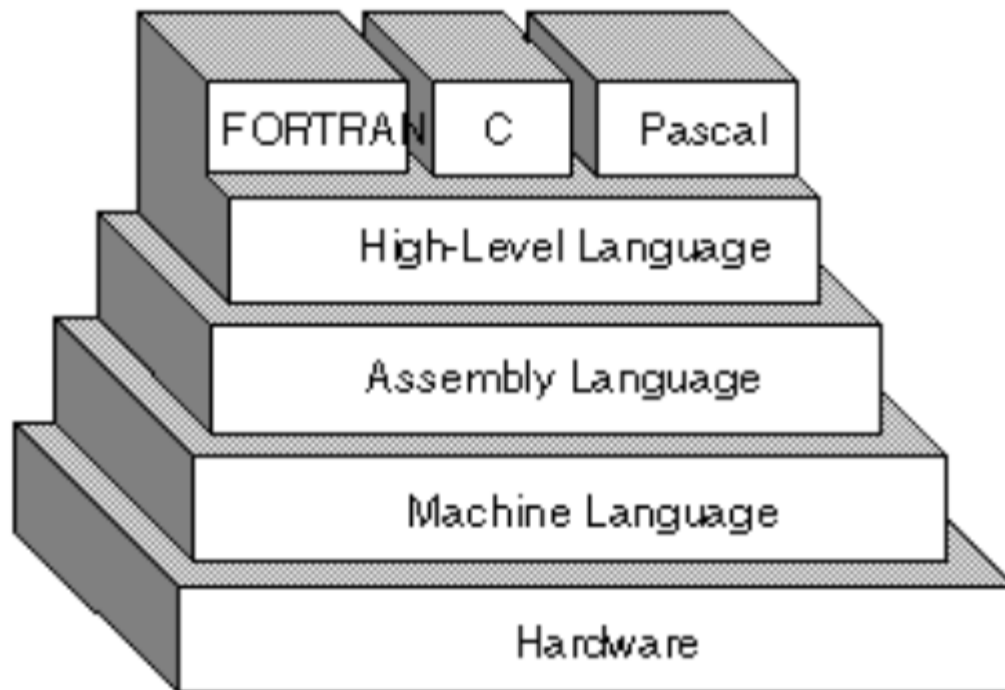 FORTRAN C Pascal
High-Level Language
Assembly Language
Machine Language
Hardware